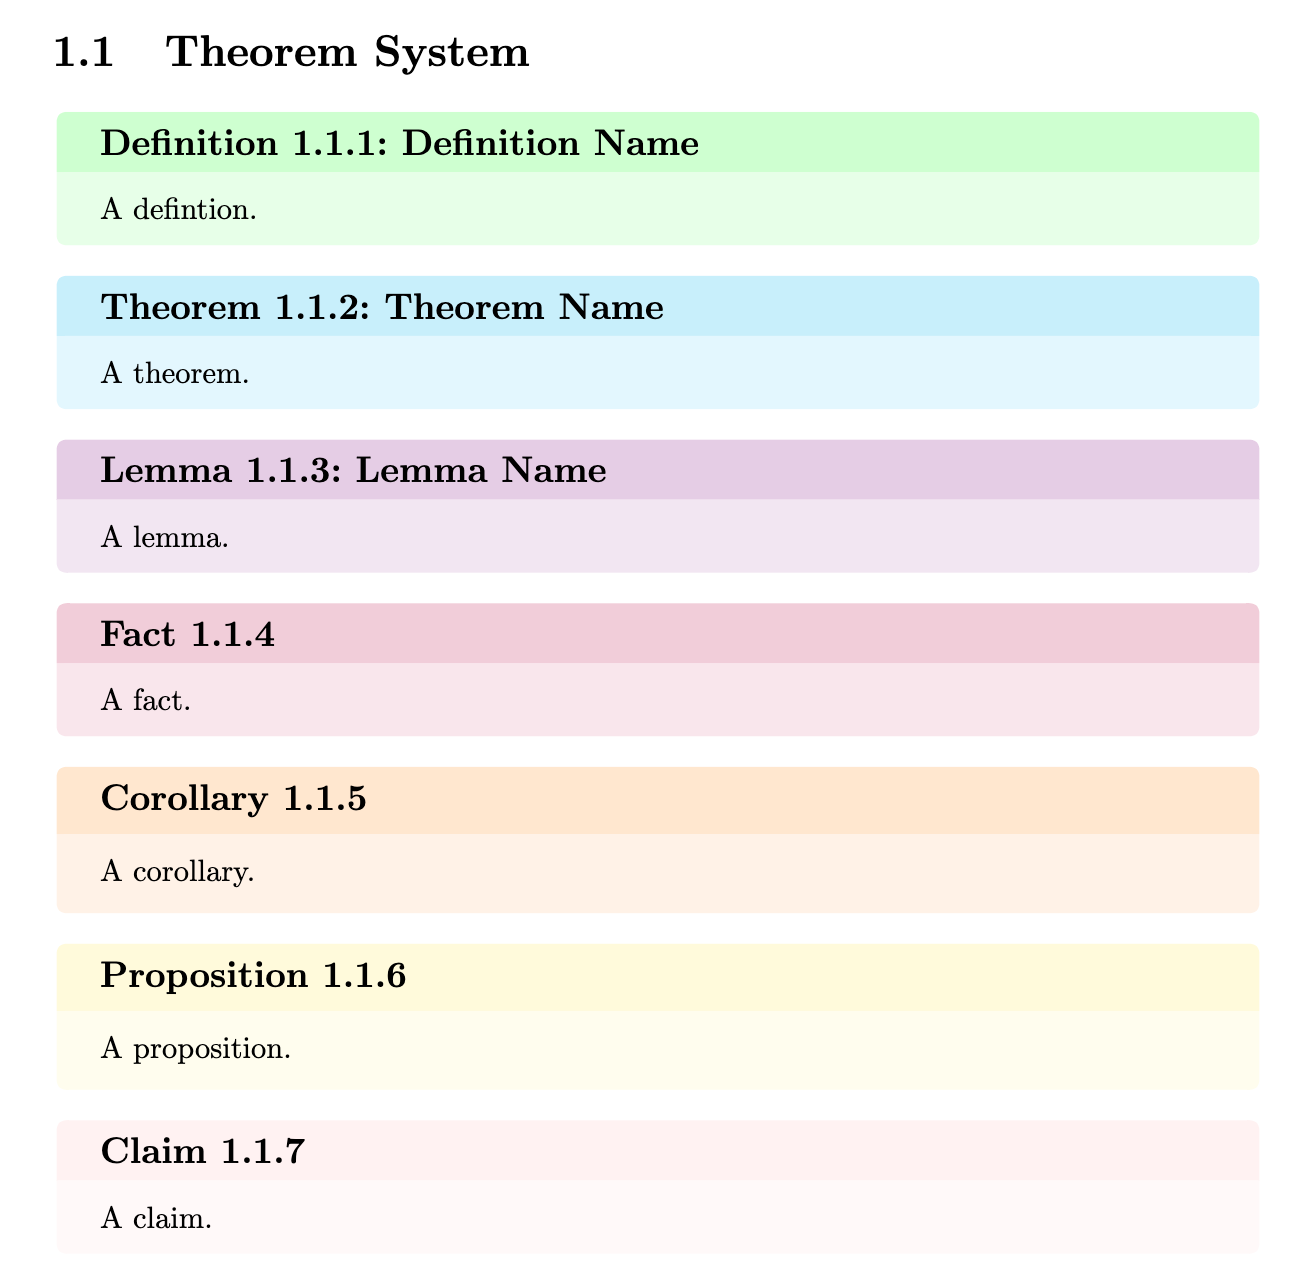 1.1 Theorem System
Definition 1.1.1: Definition Name
A defintion.
Theorem 1.1.2: Theorem Name
A theorem.
Lemma 1.1.3: Lemma Name
A lemma.
Fact 1.1.4
A fact.
Corollary 1.1.5
A corollary.
Proposition 1.1.6
A proposition.
Claim 1.1.7
A claim.